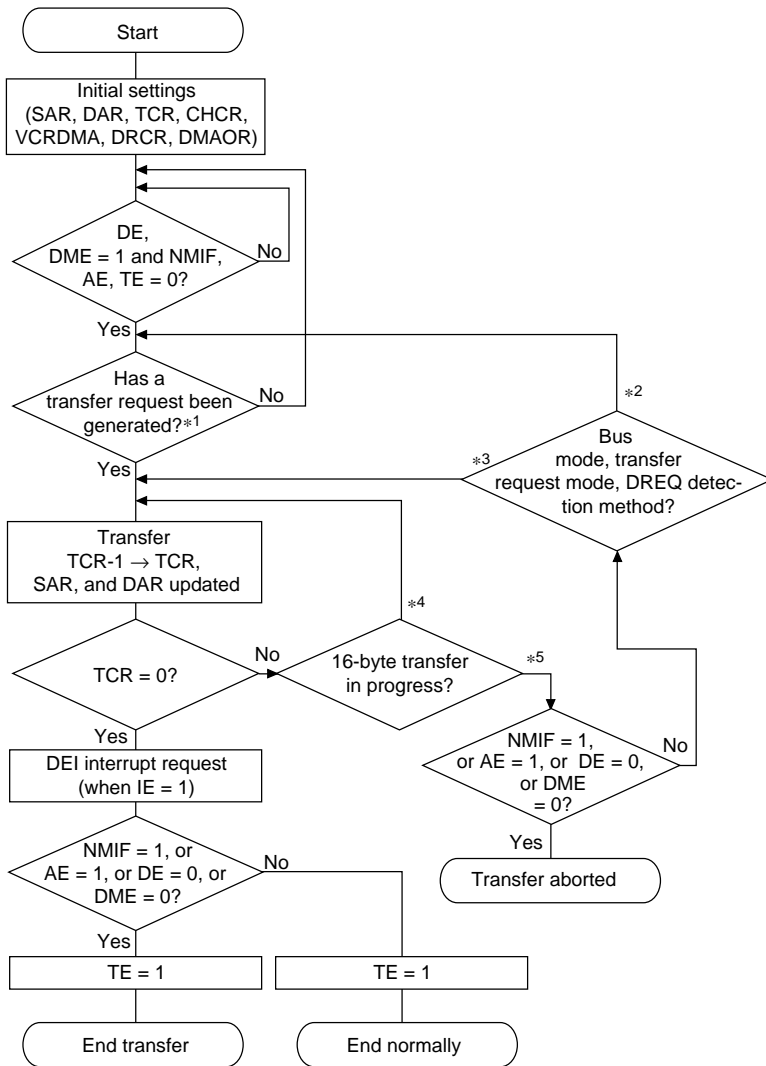 Start
Initial settings
(SAR, DAR, TCR, CHCR,
VCRDMA, DRCR, DMAOR)
DE,
DME = 1 and NMIF,
AE, TE = 0?
No
Yes
Has a
transfer request been
generated?*1
No
Yes
*2
Bus
mode, transfer
request mode, DREQ detec-
tion method?
*3
Transfer
TCR-1 → TCR,
SAR, and DAR updated
*4
TCR = 0?
No
16-byte transfer
in progress?
*5
Yes
NMIF = 1,
or AE = 1, or DE = 0,
or DME
= 0?
No
Yes
Transfer aborted
DEI interrupt request
(when IE = 1)
NMIF = 1, or
AE = 1, or DE = 0, or
DME = 0?
No
Yes
TE = 1
TE = 1
End transfer
End normally